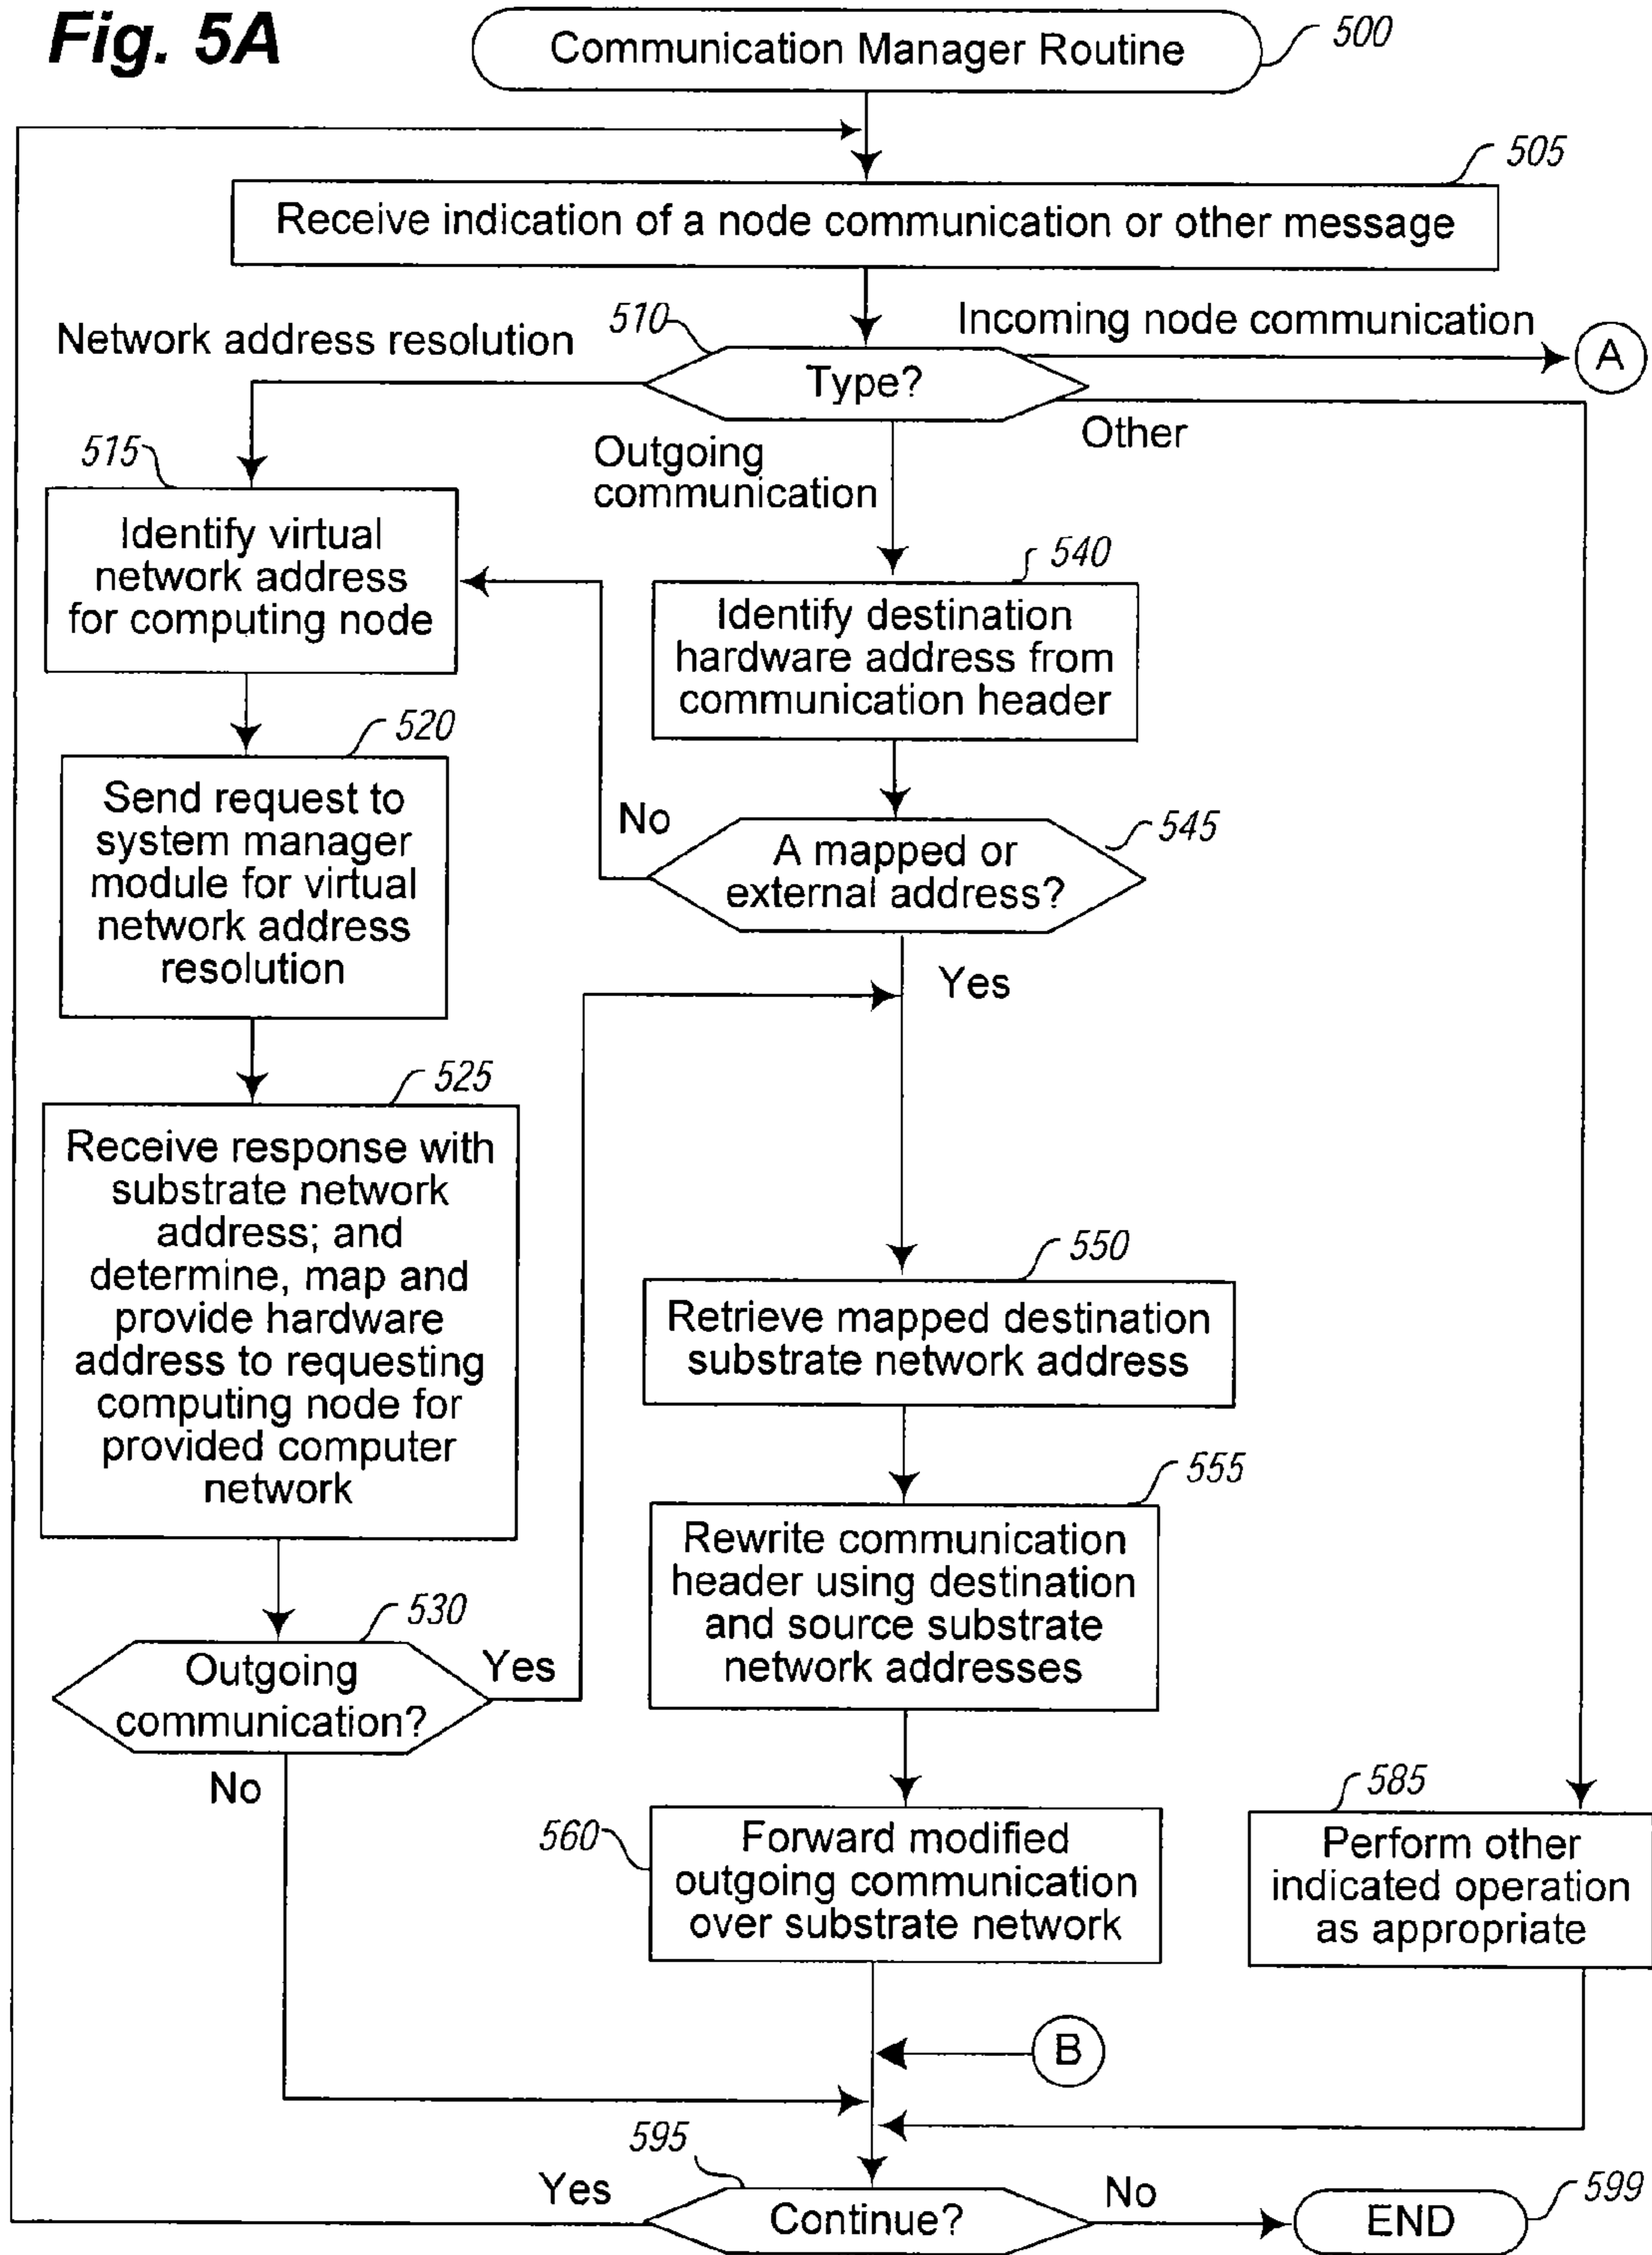 Fig. 5A
Communication Manager Routine
500
505
Receive indication of a node communication or other message
Network address resolution
510
Incoming node communication
A
Type?
Other
Outgoing
communication
515
Identify virtual
network address
for computing node
540
Identify destination
hardware address from
communication header
520
Send request to
system manager
module for virtual
network address
resolution
No
545
A mapped or
external address?
Yes
525
Receive response with
substrate network
address; and
determine, map and
provide hardware
address to requesting
computing node for
provided computer
network
550
Retrieve mapped destination
substrate network address
555
Rewrite communication
header using destination
and source substrate
network addresses
530
Outgoing
communication?
Yes
No
560
Forward modified
outgoing communication
over substrate network
585
Perform other
indicated operation
as appropriate
B
595
Yes
Continue?
No
END
599